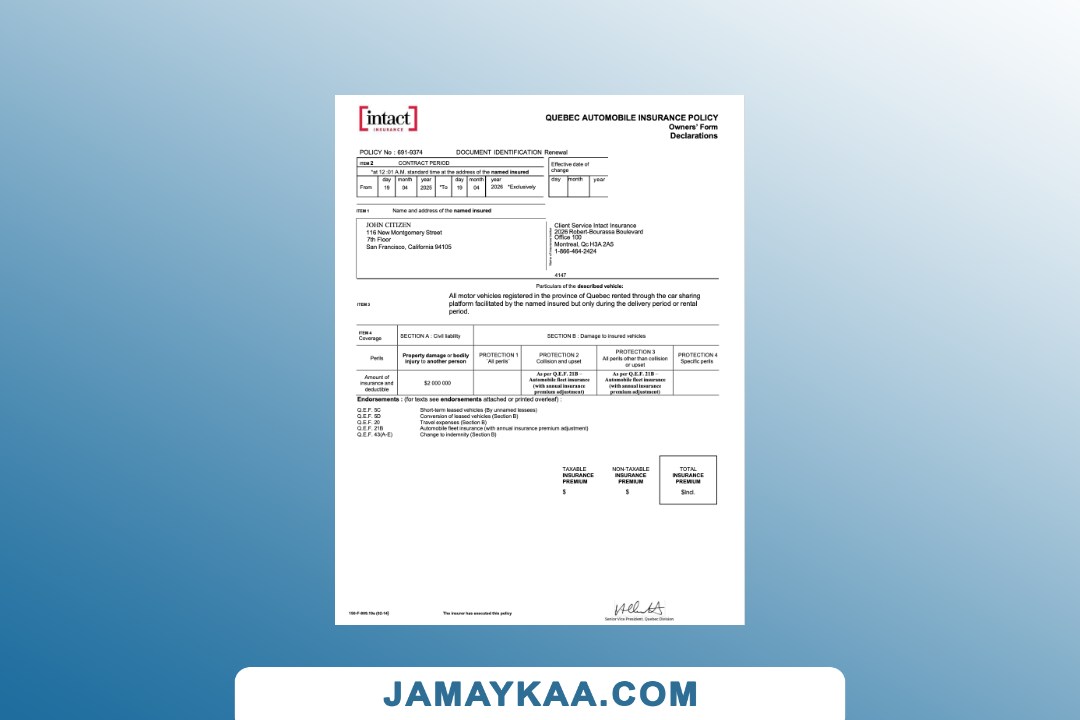 [intact]
INSURANCE
QUEBEC AUTOMOBILE INSURANCE POLICY
Owners' Form
Declarations
POLICY No : 691-9374 DOCUMENT IDENTIFICATION Renewal
ITEM 2 CONTRACT PERIOD
*at 12 :01 A.M. standard time at the address of the named insured
day month year day month year
From 19 04 2025 *To 19 04 2026 *Exclusively
Effective date of
change
day month year
ITEM 1 Name and address of the named insured
JOHN CITIZEN
116 New Montgomery Street
7th Floor
San Francisco, California 94105
Client Service Intact Insurance
2026 Robert-Bourassa Boulevard
Office 100
Montreal, Qc H3A 2A5
1-866-464-2424
4147
Particulars of the described vehicle:
ITEM 3
All motor vehicles registered in the province of Quebec rented through the car sharing
platform facilitated by the named insured but only during the delivery period or rental
period.
ITEM 4
Coverage
SECTION A : Civil liability
SECTION B : Damage to insured vehicles
Perils
Property damage or bodily
injury to another person
PROTECTION 1
"All perils"
PROTECTION 2
Collision and upset
PROTECTION 3
All perils other than collision
or upset
PROTECTION 4
Specific perils
Amount of
insurance and
deductible
$2 000 000
As per Q.E.F. 21B –
Automobile fleet insurance
(with annual insurance
premium adjustment)
As per Q.E.F. 21B –
Automobile fleet insurance
(with annual insurance
premium adjustment)
Endorsements : (for texts see endorsements attached or printed overleaf) :
Q.E.F. 5C Short-term leased vehicles (By unnamed lessees)
Q.E.F. 5D Conversion of leased vehicles (Section B)
Q.E.F. 20 Travel expenses (Section B)
Q.E.F. 21B Automobile fleet insurance (with annual insurance premium adjustment)
Q.E.F. 43(A-E) Change to indemnity (Section B)
TAXABLE
INSURANCE
PREMIUM
$
NON-TAXABLE
INSURANCE
PREMIUM
$
TOTAL
INSURANCE
PREMIUM
$Incl.
The insurer has executed this policy
Senior Vice President, Quebec Division
JAMAYKAA.COM